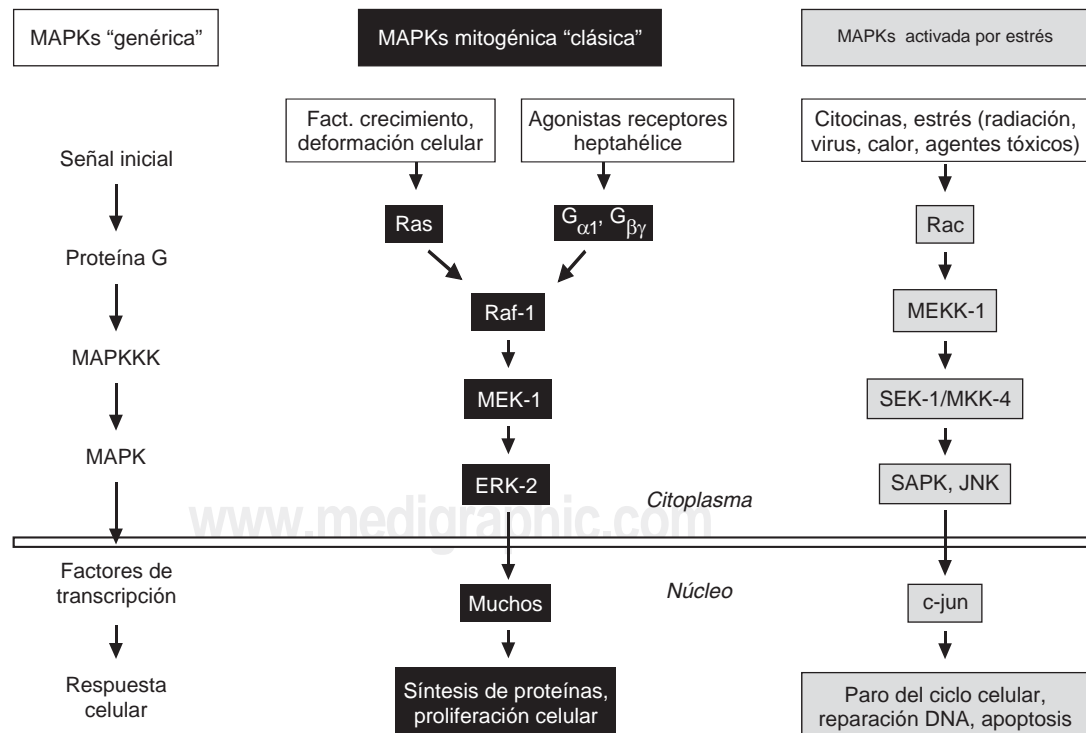 MAPKs "genérica"
Señal inicial
Proteína G
MAPKKK
MAPK
Factores de
transcripción
Respuesta
celular
MAPKs mitogénica "clásica"
Fact. crecimiento,
deformación celular
Agonistas receptores
heptahélice
Ras
Gα1, Gβγ
Raf-1
MEK-1
ERK-2
Muchos
Síntesis de proteínas,
proliferación celular
Citoplasma
Núcleo
www.medigraphic.com
MAPKs activada por estrés
Citocinas, estrés (radiación,
virus, calor, agentes tóxicos)
Rac
MEKK-1
SEK-1/MKK-4
SAPK, JNK
c-jun
Paro del ciclo celular,
reparación DNA, apoptosis